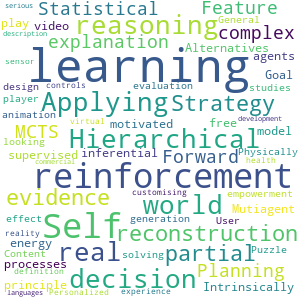 serious Statistical Feature
reasoning
play video General complex
description explanation Alternatives
learning agents
sensor Goal
design controls evaluation studies
player Applying Strategy
animation
MCTS motivated free model
looking Hierarchical
supervised inferential Forward Physically
virtual health
reinforcement
commercial
evidence customising empowerment
Self world Mutiagent
development
effect generation User reconstruction
reality
energy real partial Puzzle
Content solving
processes decision Planning
definition
principle Intrinsically
languages Personalized experience